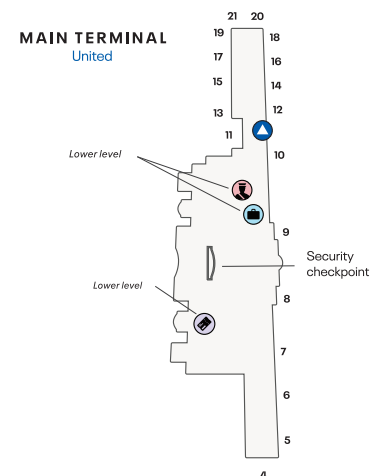 21 20
MAIN TERMINAL
United
19 18
17 16
15 14
13 12
11
Lower level
10
9
Security
checkpoint
Lower level
8
7
6
5
4